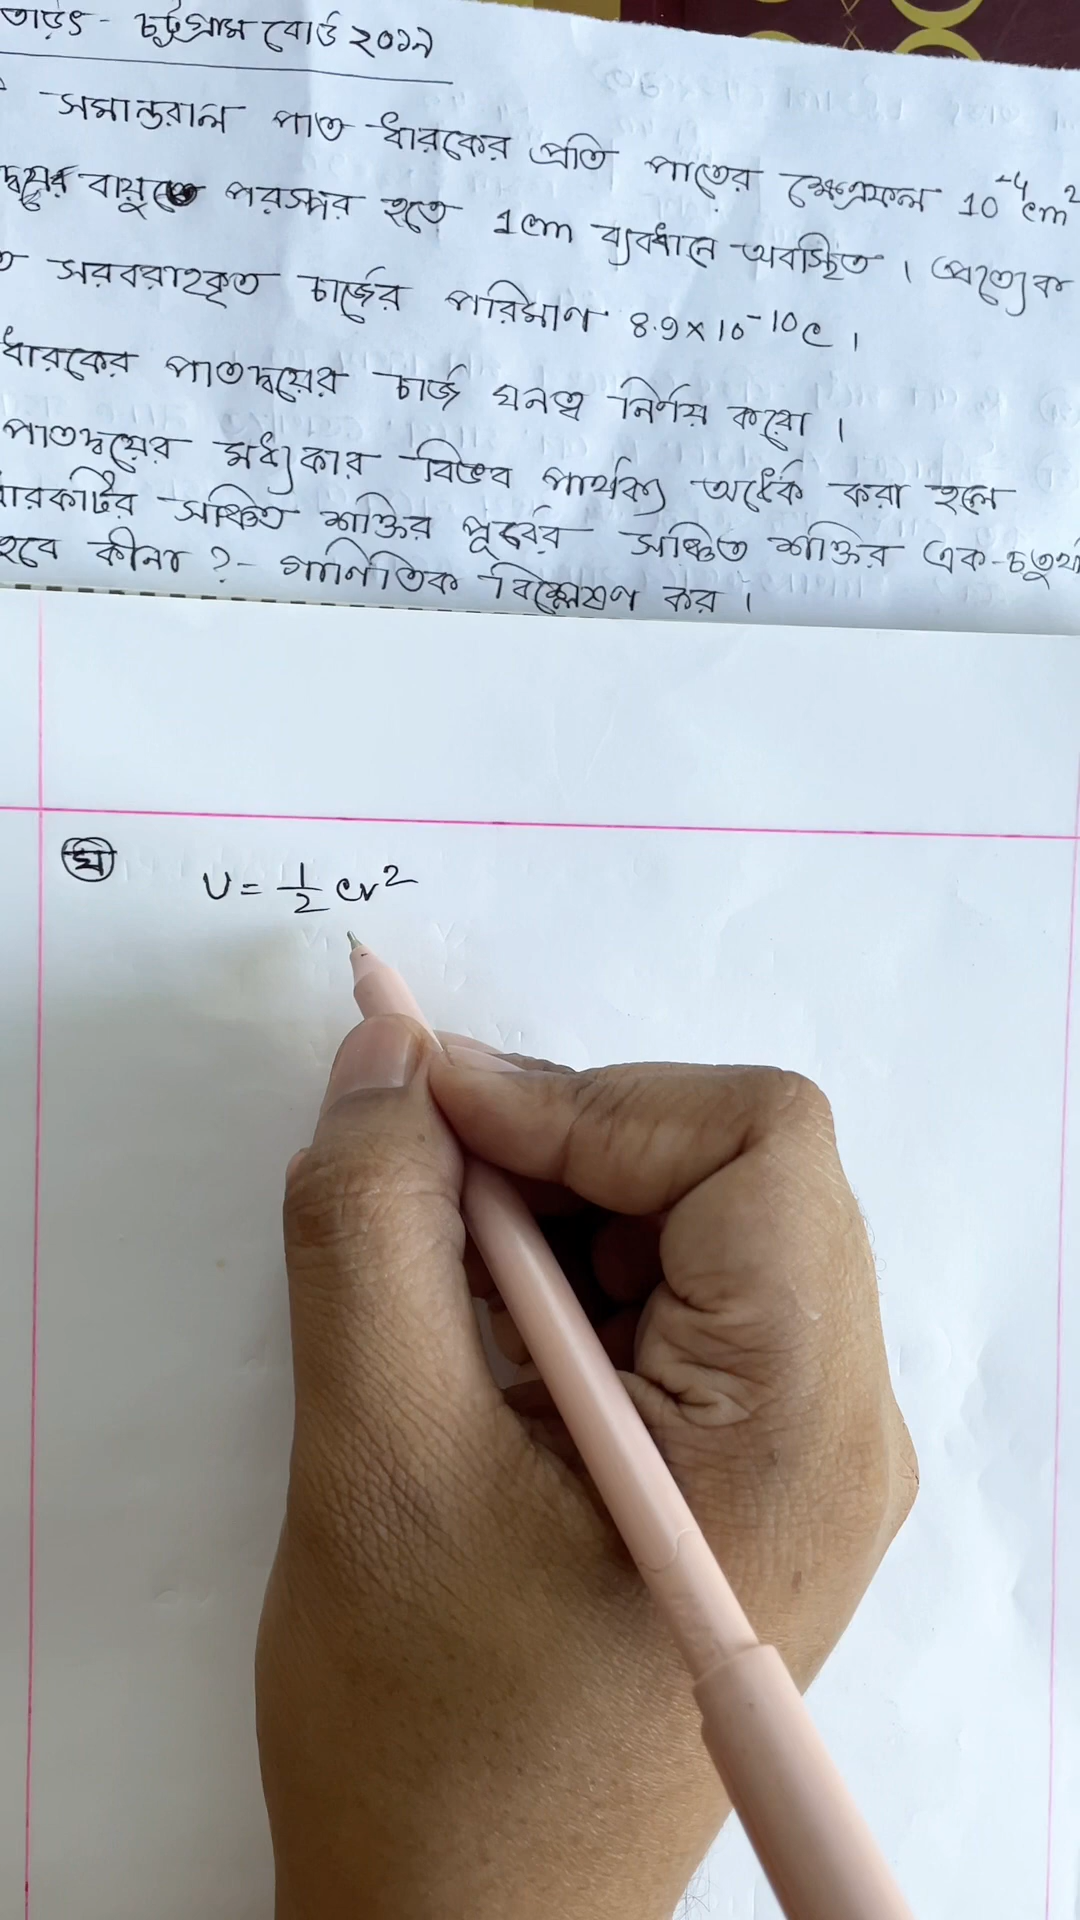 তাড়িৎ - চট্টগ্রাম বোর্ড ২০১৭
সমান্তরাল পাত ধারকের প্রতি পাতের ক্ষেত্রফল 10⁻⁴cm²
দ্বয়ের বায়ুতে পরস্পর হতে 1cm ব্যবধানে অবস্থিত। প্রত্যেক
সরবরাহকৃত চার্জের পরিমাণ 8.9×10⁻¹⁰C।
ধারকের পাতদ্বয়ের চার্জ ঘনত্ব নির্ণয় করো।
পাতদ্বয়ের মধ্যকার বিভব পার্থক্য অর্ধেক করা হলে
ধারকটির সঞ্চিত শক্তির পূর্বের সঞ্চিত শক্তির এক-চতুর্থা
হবে কীনা ?- গাণিতিক বিশ্লেষণ কর।
ঘ U = 1/2 cv²